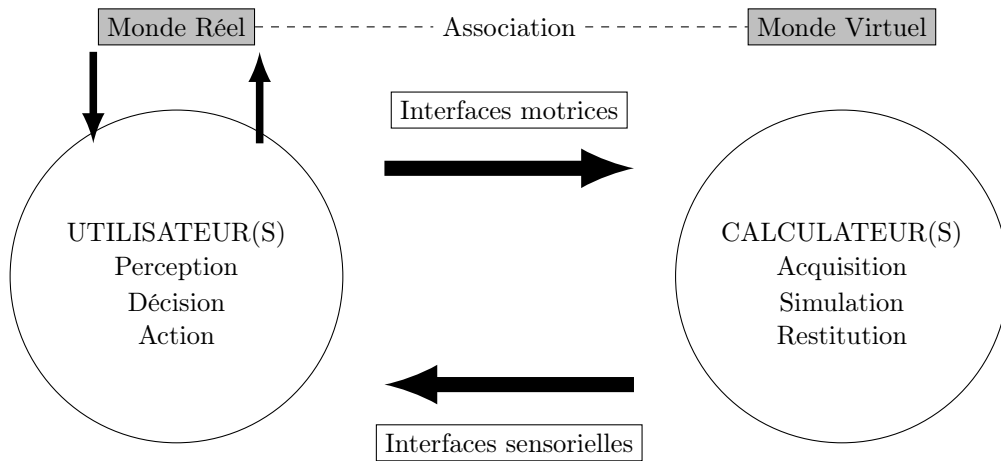 Monde Réel
Association
Monde Virtuel
Interfaces motrices
UTILISATEUR(S)
Perception
Décision
Action
CALCULATEUR(S)
Acquisition
Simulation
Restitution
Interfaces sensorielles